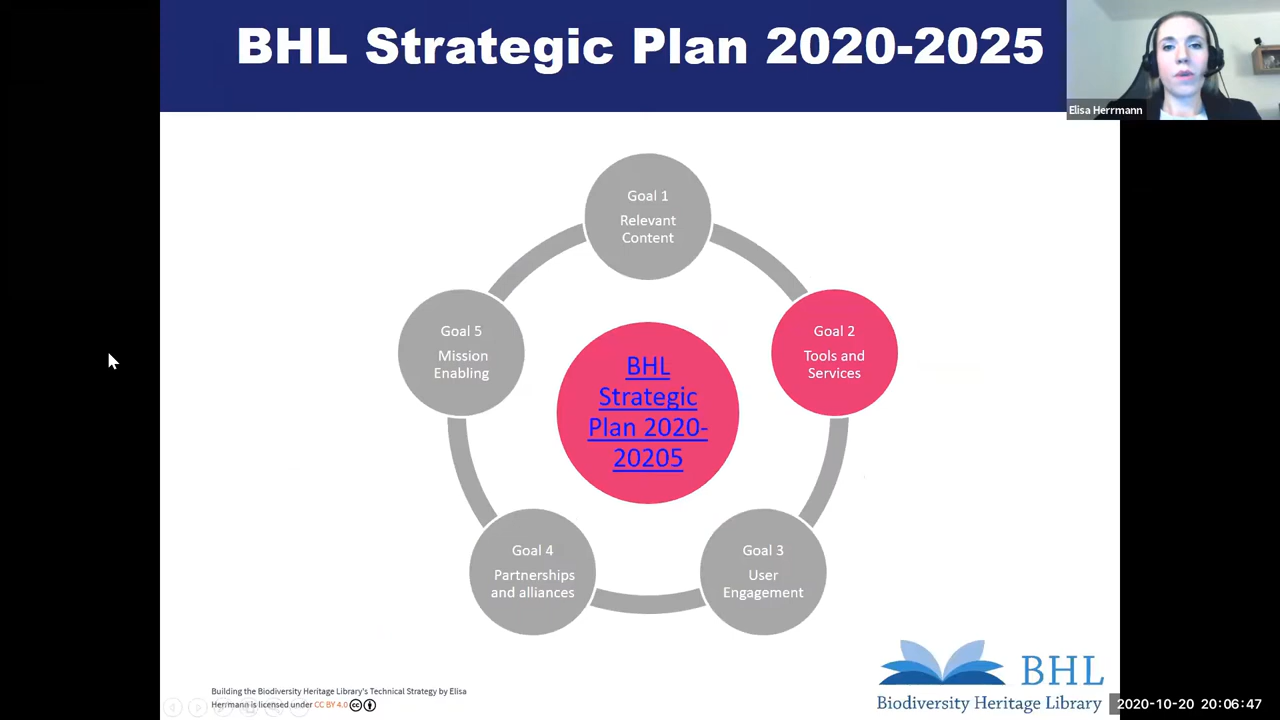 BHL Strategic Plan 2020-2025
Elisa Herrmann
Goal 1
Relevant
Content
Goal 2
Tools and
Services
Goal 3
User
Engagement
Goal 4
Partnerships
and alliances
Goal 5
Mission
Enabling
BHL
Strategic
Plan 2020-
20205
Building the Biodiversity Heritage Library's Technical Strategy by Elisa
Herrmann is licensed under CC BY 4.0
BHL
Biodiversity Heritage Library
2020-10-20 20:06:47